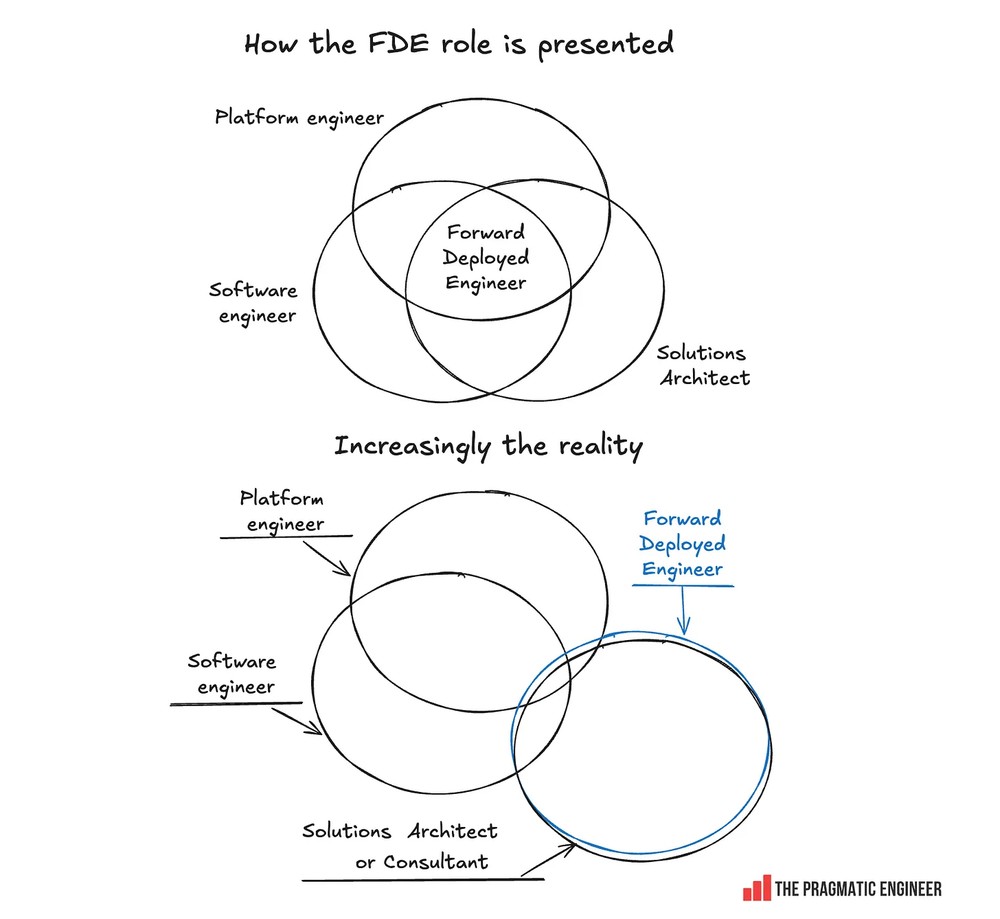 How the FDE role is presented
Platform engineer
Forward
Deployed
Engineer
Software
engineer
Solutions
Architect
Increasingly the reality
Platform
engineer
Forward
Deployed
Engineer
Software
engineer
Solutions Architect
or Consultant
THE PRAGMATIC ENGINEER